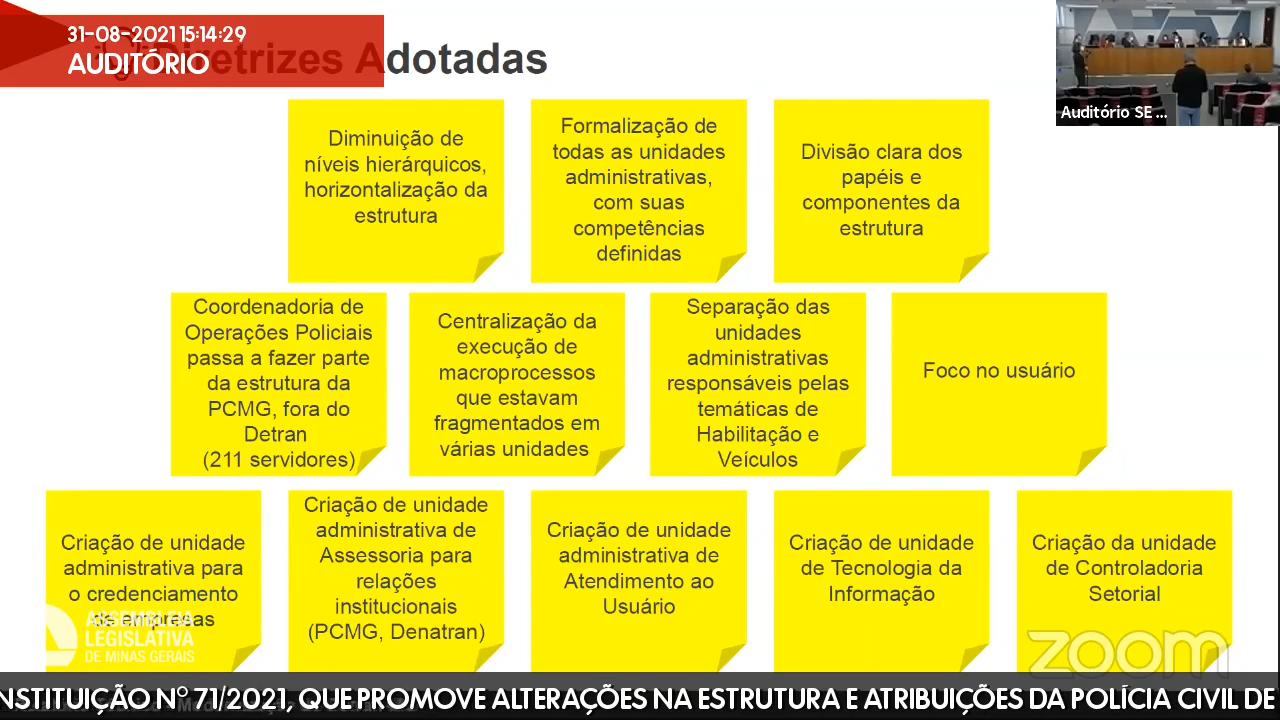 31-08-2021 15:14:29
AUDITÓRIO
Diretrizes Adotadas
Auditório SE ...
Diminuição de
níveis hierárquicos,
horizontalização da
estrutura
Formalização de
todas as unidades
administrativas,
com suas
competências
definidas
Divisão clara dos
papéis e
componentes da
estrutura
Coordenadoria de
Operações Policiais
passa a fazer parte
da estrutura da
PCMG, fora do
Detran
(211 servidores)
Centralização da
execução de
macroprocessos
que estavam
fragmentados em
várias unidades
Separação das
unidades
administrativas
responsáveis pelas
temáticas de
Habilitação e
Veículos
Foco no usuário
Criação de unidade
administrativa para
o credenciamento
de empresas
Criação de unidade
administrativa de
Assessoria para
relações
institucionais
(PCMG, Denatran)
Criação de unidade
administrativa de
Atendimento ao
Usuário
Criação de unidade
de Tecnologia da
Informação
Criação da unidade
de Controladoria
Setorial
ASSEMBLEIA
LEGISLATIVA
DE MINAS GERAIS
zoom
NSTITUIÇÃO Nº 71/2021, QUE PROMOVE ALTERAÇÕES NA ESTRUTURA E ATRIBUIÇÕES DA POLÍCIA CIVIL DE